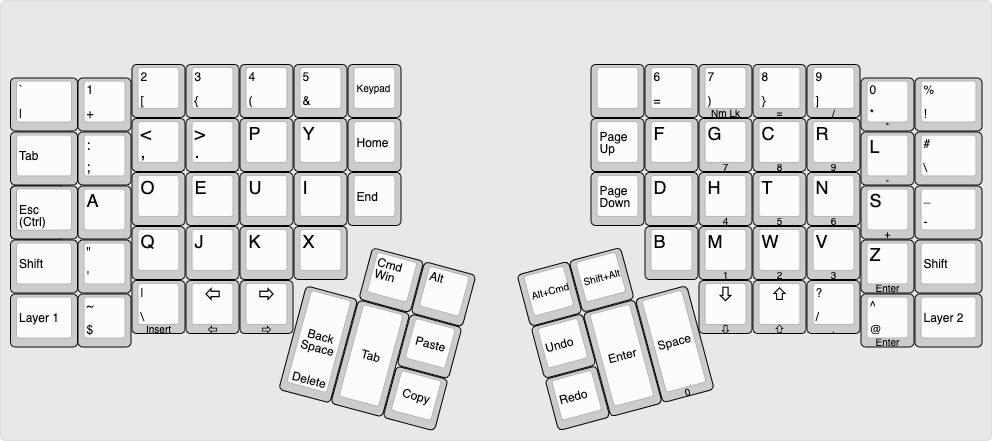 ` 1 2 3 4 5 Keypad
| + [ { ( &
Tab : < > P Y Home
; , .
Esc A O E U I End
(Ctrl)
Shift " Q J K X
'
Layer 1 ~ | ⇦ ⇨
$ \
Insert ⇦ ⇨
Cmd Alt
Win
Back
Space
Delete
Tab
Paste
Copy
6 7 8 9 0 %
= ) } ] * !
Nm Lk = / *
Page F G C R L #
Up \
7 8 9 -
Page D H T N S _
Down -
4 5 6 +
B M W V Z Shift
1 2 3 Enter
⇩ ⇧ ? ^ Layer 2
/ @
⇩ ⇧ . Enter
Alt+Cmd Shift+Alt
Undo
Redo
Enter
Space
0